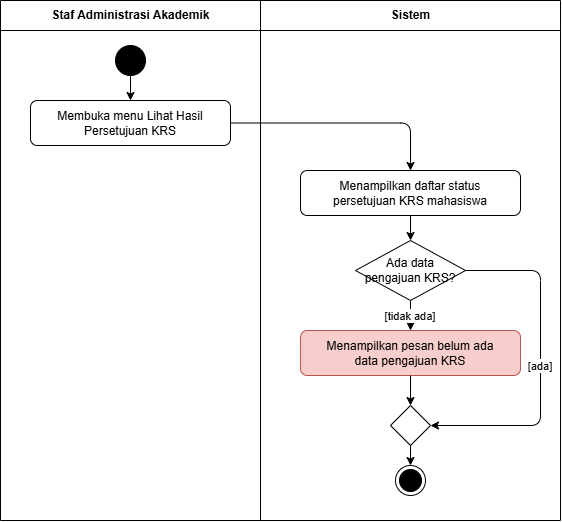 Staf Administrasi Akademik
Sistem
Membuka menu Lihat Hasil
Persetujuan KRS
Menampilkan daftar status
persetujuan KRS mahasiswa
Ada data
pengajuan KRS?
[tidak ada]
Menampilkan pesan belum ada
data pengajuan KRS
[ada]